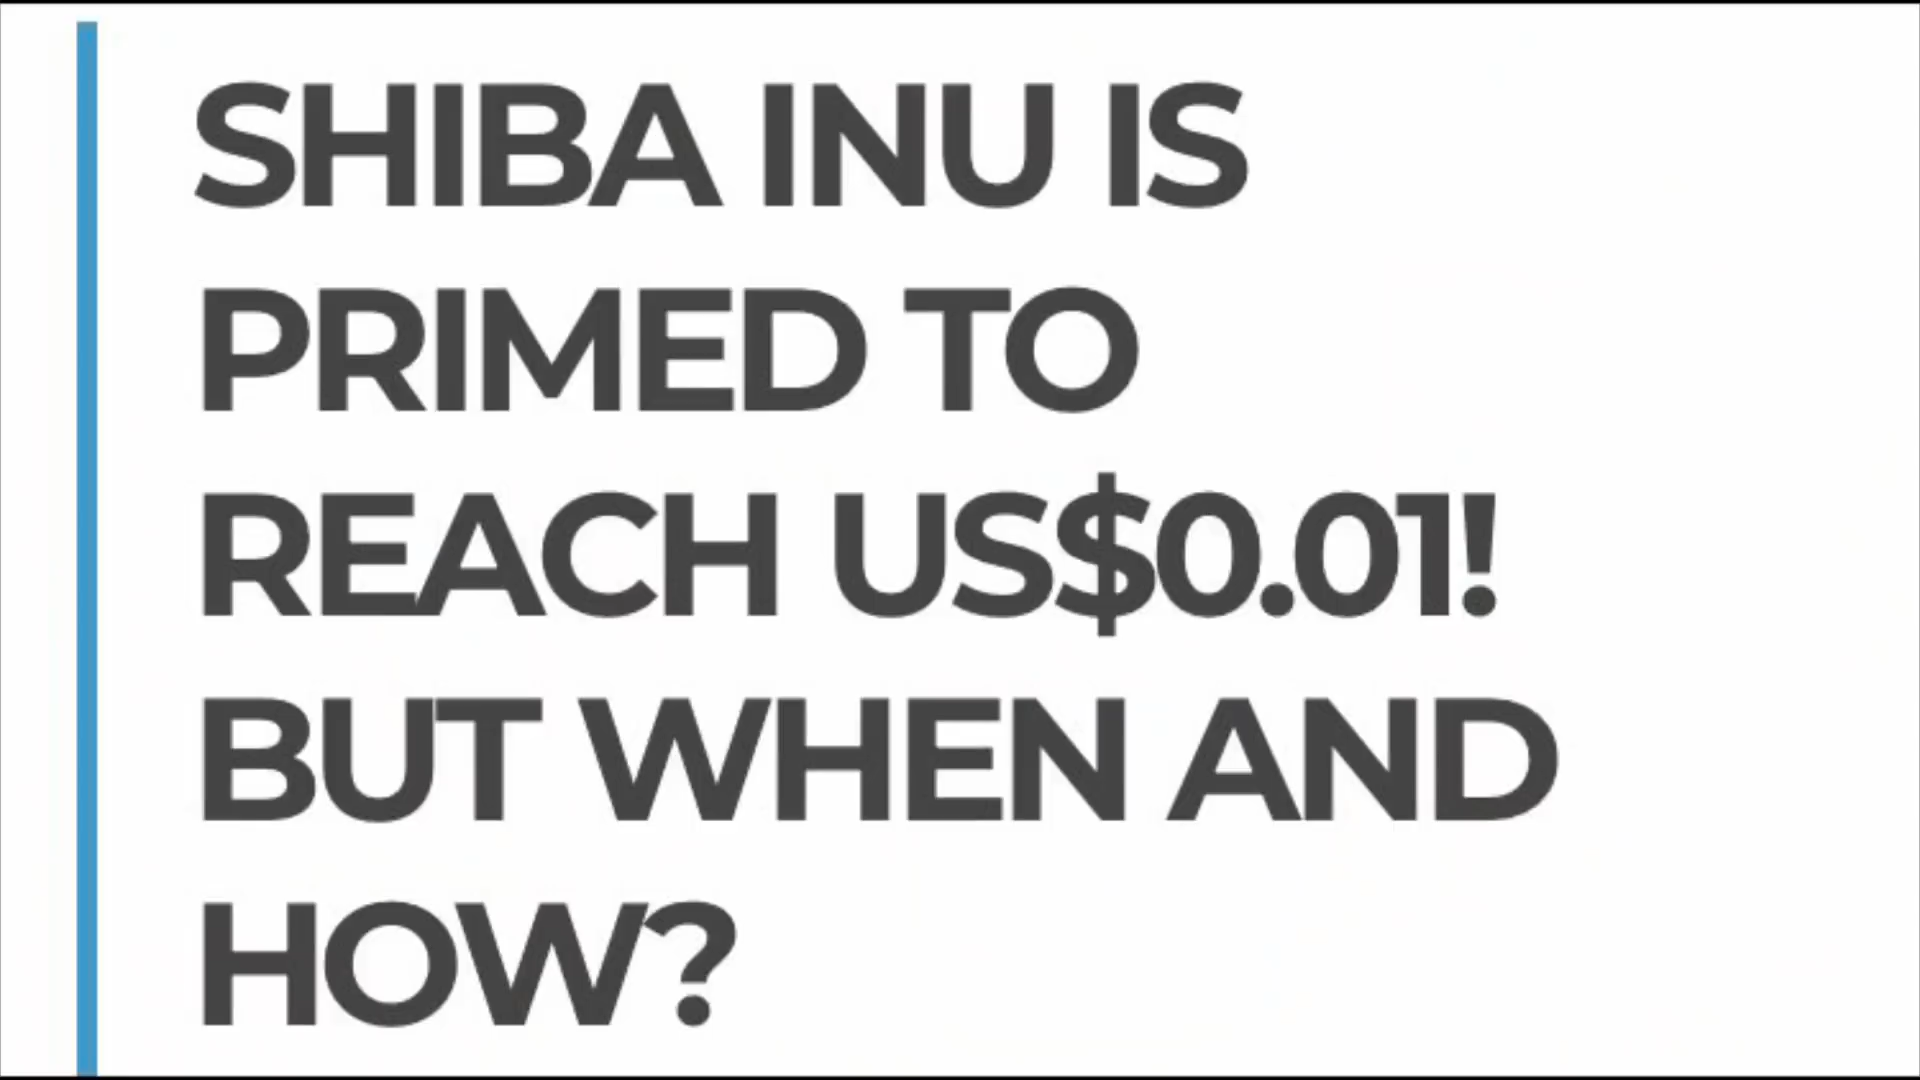 SHIBA INU IS
PRIMED TO
REACH US$0.01!
BUT WHEN AND
HOW?